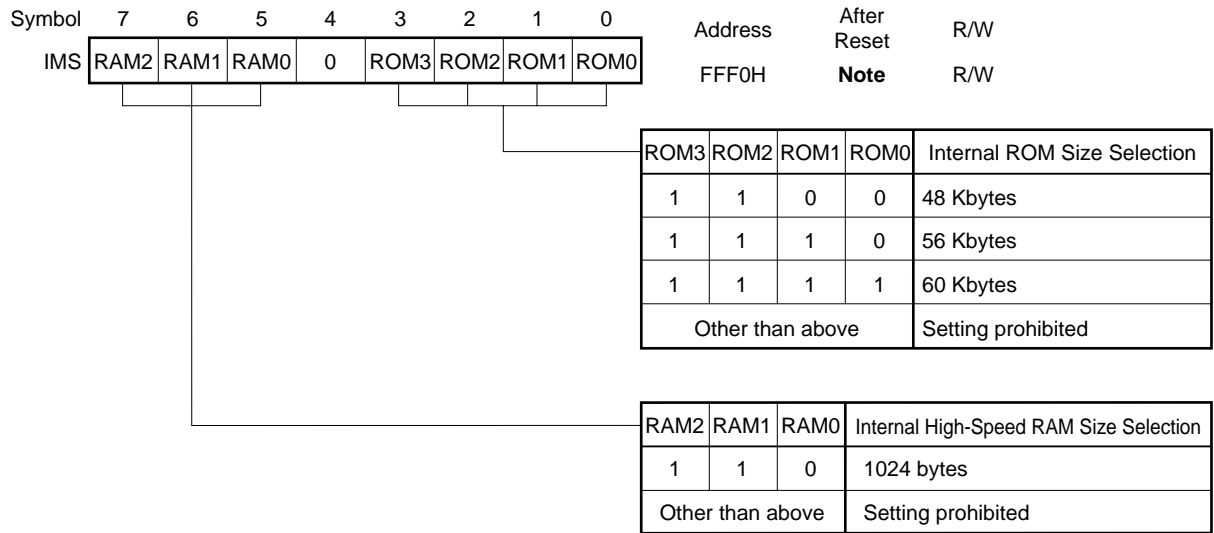 Symbol 7 6 5 4 3 2 1 0 Address After Reset R/W
IMS RAM2 RAM1 RAM0 0 ROM3 ROM2 ROM1 ROM0 FFF0H Note R/W
ROM3 ROM2 ROM1 ROM0 Internal ROM Size Selection
1 1 0 0 48 Kbytes
1 1 1 0 56 Kbytes
1 1 1 1 60 Kbytes
Other than above Setting prohibited
RAM2 RAM1 RAM0 Internal High-Speed RAM Size Selection
1 1 0 1024 bytes
Other than above Setting prohibited